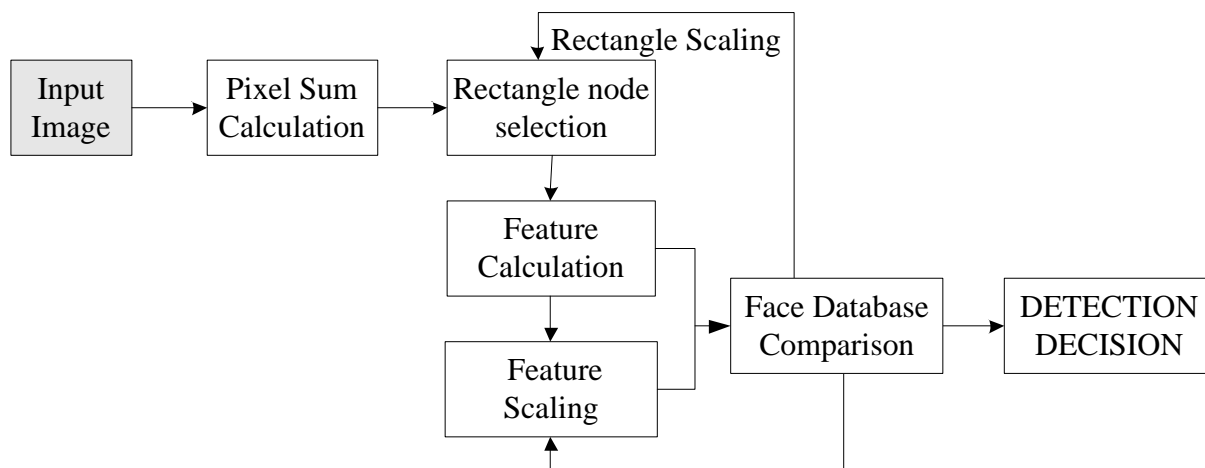 Rectangle Scaling
Input
Image
Pixel Sum
Calculation
Rectangle node
selection
Feature
Calculation
Feature
Scaling
Face Database
Comparison
DETECTION
DECISION